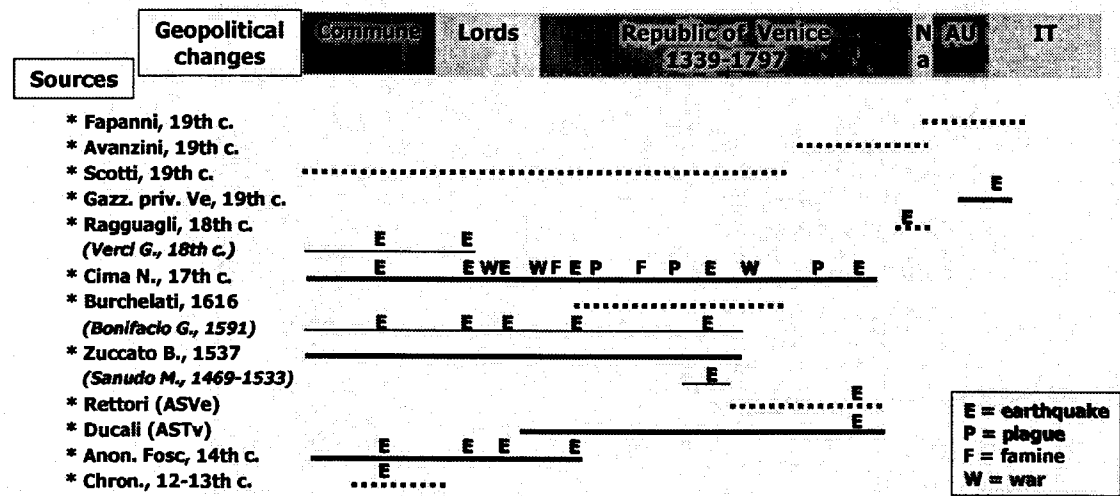 Geopolitical changes
Commune
Lords
Republic of Venice
1339-1797
N
a
AU
IT
Sources
* Fapanni, 19th c.
* Avanzini, 19th c.
* Scotti, 19th c.
* Gazz. priv. Ve, 19th c.
E
* Ragguagli, 18th c.
E
(Verci G., 18th c.)
E E
* Cima N., 17th c.
E E W E W F E P F P E W P E
* Burchelati, 1616
(Bonifacio G., 1591)
E E E E E
* Zuccato B., 1537
(Sanudo M., 1469-1533)
E
* Rettori (ASVe)
E
* Ducali (ASTv)
E
* Anon. Fosc, 14th c.
E E E E
* Chron., 12-13th c.
E
E = earthquake
P = plague
F = famine
W = war